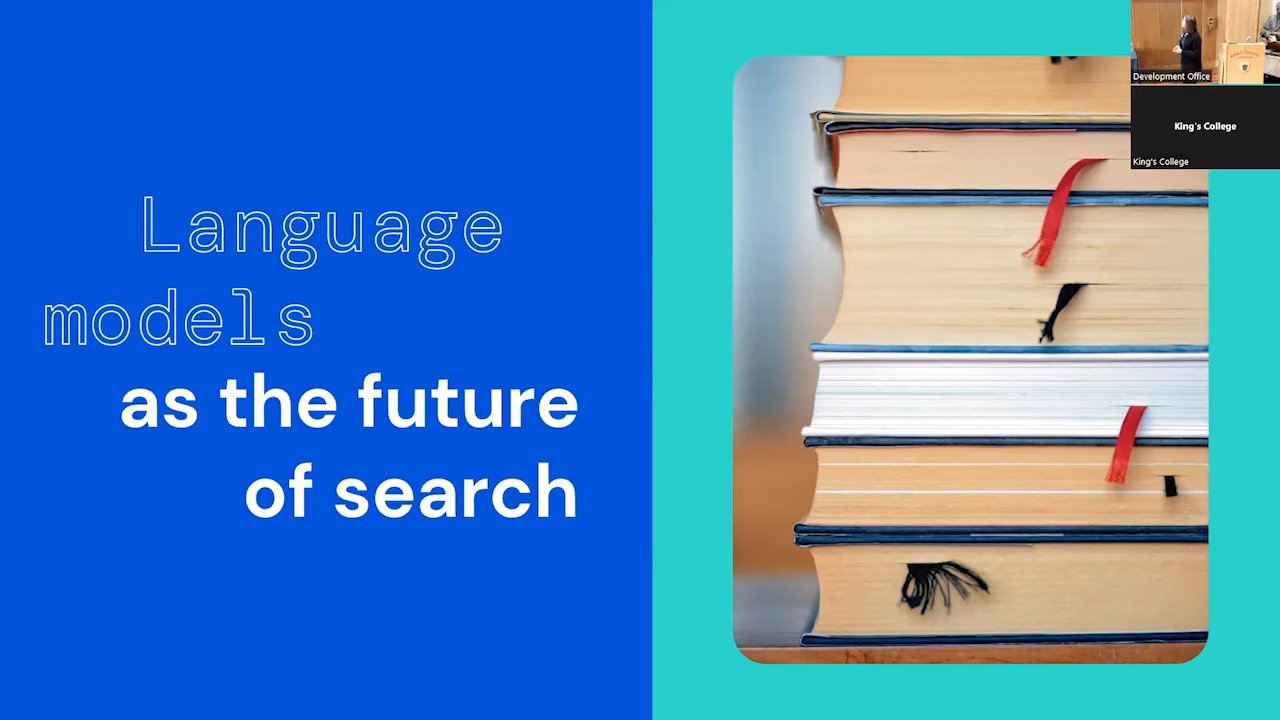 Language
models
as the future
of search
Development Office
King's College
King's College